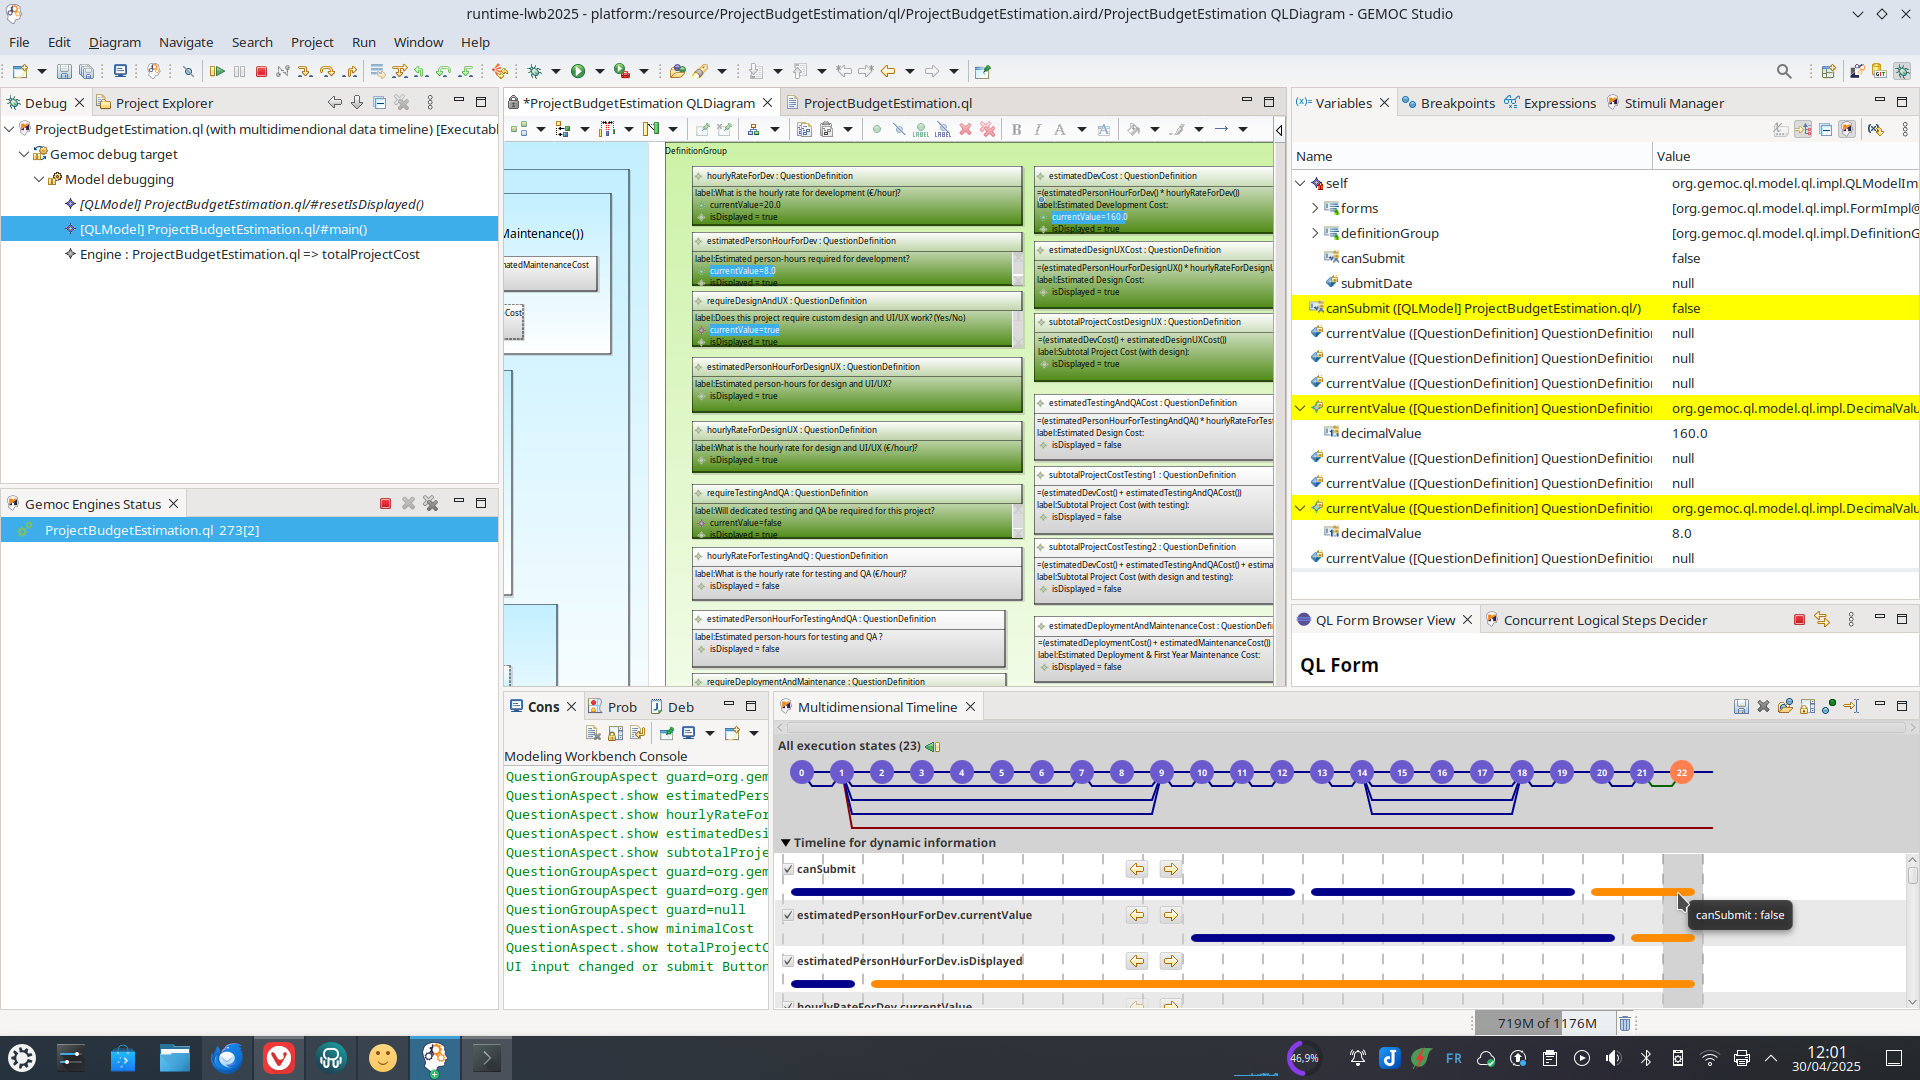 runtime-lwb2025 - platform:/resource/ProjectBudgetEstimation/ql/ProjectBudgetEstimation.aird/ProjectBudgetEstimation QLDiagram - GEMOC Studio
File Edit Diagram Navigate Search Project Run Window Help
Debug
Project Explorer
ProjectBudgetEstimation.ql (with multidimendional data timeline) [Executabl
Gemoc debug target
Model debugging
[QLModel] ProjectBudgetEstimation.ql/#resetIsDisplayed()
[QLModel] ProjectBudgetEstimation.ql/#main()
Engine : ProjectBudgetEstimation.ql => totalProjectCost
Gemoc Engines Status
ProjectBudgetEstimation.ql 273[2]
*ProjectBudgetEstimation QLDiagram
ProjectBudgetEstimation.ql
LABEL
LABEL
B I A
Maintenance())
natedMaintenanceCost
Cost
DefinitionGroup
hourlyRateForDev : QuestionDefinition
label:What is the hourly rate for development (€/hour)?
currentValue=20.0
isDisplayed = true
estimatedPersonHourForDev : QuestionDefinition
label:Estimated person-hours required for development?
currentValue=8.0
isDisplayed = true
requireDesignAndUX : QuestionDefinition
label:Does this project require custom design and UI/UX work? (Yes/No)
currentValue=true
isDisplayed = true
estimatedPersonHourForDesignUX : QuestionDefinition
label:Estimated person-hours for design and UI/UX?
isDisplayed = true
hourlyRateForDesignUX : QuestionDefinition
label:What is the hourly rate for design and UI/UX (€/hour)?
isDisplayed = true
requireTestingAndQA : QuestionDefinition
label:Will dedicated testing and QA be required for this project?
currentValue=false
isDisplayed = true
hourlyRateForTestingAndQ : QuestionDefinition
label:What is the hourly rate for testing and QA (€/hour)?
isDisplayed = false
estimatedPersonHourForTestingAndQA : QuestionDefinition
label:Estimated person-hours for testing and QA ?
isDisplayed = false
requireDeploymentAndMaintenance : QuestionDefinition
estimatedDevCost : QuestionDefinition
=(estimatedPersonHourForDev() * hourlyRateForDev())
label:Estimated Development Cost:
currentValue=160.0
isDisplayed = true
estimatedDesignUXCost : QuestionDefinition
=(estimatedPersonHourForDesignUX() * hourlyRateForDesignU
label:Estimated Design Cost:
isDisplayed = true
subtotalProjectCostDesignUX : QuestionDefinition
=(estimatedDevCost() + estimatedDesignUXCost())
label:Subtotal Project Cost (with design):
isDisplayed = true
estimatedTestingAndQACost : QuestionDefinition
=(estimatedPersonHourForTestingAndQA() * hourlyRateForTest
label:Estimated Design Cost:
isDisplayed = false
subtotalProjectCostTesting1 : QuestionDefinition
=(estimatedDevCost() + estimatedTestingAndQACost())
label:Subtotal Project Cost (with testing):
isDisplayed = false
subtotalProjectCostTesting2 : QuestionDefinition
=(estimatedDevCost() + estimatedTestingAndQACost() + estima
label:Subtotal Project Cost (with design and testing):
isDisplayed = false
estimatedDeploymentAndMaintenanceCost : QuestionDefin
=(estimatedDeploymentCost() + estimatedMaintenanceCost())
label:Estimated Deployment & First Year Maintenance Cost:
isDisplayed = false
(x)= Variables
Breakpoints
Expressions
Stimuli Manager
Name Value
self org.gemoc.ql.model.ql.impl.QLModelIm
forms [org.gemoc.ql.model.ql.impl.FormImpl@
definitionGroup [org.gemoc.ql.model.ql.impl.DefinitionG
canSubmit false
submitDate null
canSubmit ([QLModel] ProjectBudgetEstimation.ql/) false
currentValue ([QuestionDefinition] QuestionDefinitio null
currentValue ([QuestionDefinition] QuestionDefinitio null
currentValue ([QuestionDefinition] QuestionDefinitio null
currentValue ([QuestionDefinition] QuestionDefinitio org.gemoc.ql.model.ql.impl.DecimalValu
decimalValue 160.0
currentValue ([QuestionDefinition] QuestionDefinitio null
currentValue ([QuestionDefinition] QuestionDefinitio null
currentValue ([QuestionDefinition] QuestionDefinitio org.gemoc.ql.model.ql.impl.DecimalValu
decimalValue 8.0
currentValue ([QuestionDefinition] QuestionDefinitio null
QL Form Browser View
Concurrent Logical Steps Decider
QL Form
Cons
Prob
Deb
Modeling Workbench Console
QuestionGroupAspect guard=org.gem
QuestionAspect.show estimatedPers
QuestionAspect.show hourlyRateFor
QuestionAspect.show estimatedDesi
QuestionAspect.show subtotalProje
QuestionGroupAspect guard=org.gem
QuestionGroupAspect guard=org.gem
QuestionGroupAspect guard=null
QuestionAspect.show minimalCost
QuestionAspect.show totalProjectC
UI input changed or submit Button
Multidimensional Timeline
All execution states (23)
0 1 2 3 4 5 6 7 8 9 10 11 12 13 14 15 16 17 18 19 20 21 22
Timeline for dynamic information
canSubmit
estimatedPersonHourForDev.currentValue
canSubmit : false
estimatedPersonHourForDev.isDisplayed
hourlyRateForDev.currentValue
719M of 1176M
46,9%
FR
12:01
30/04/2025